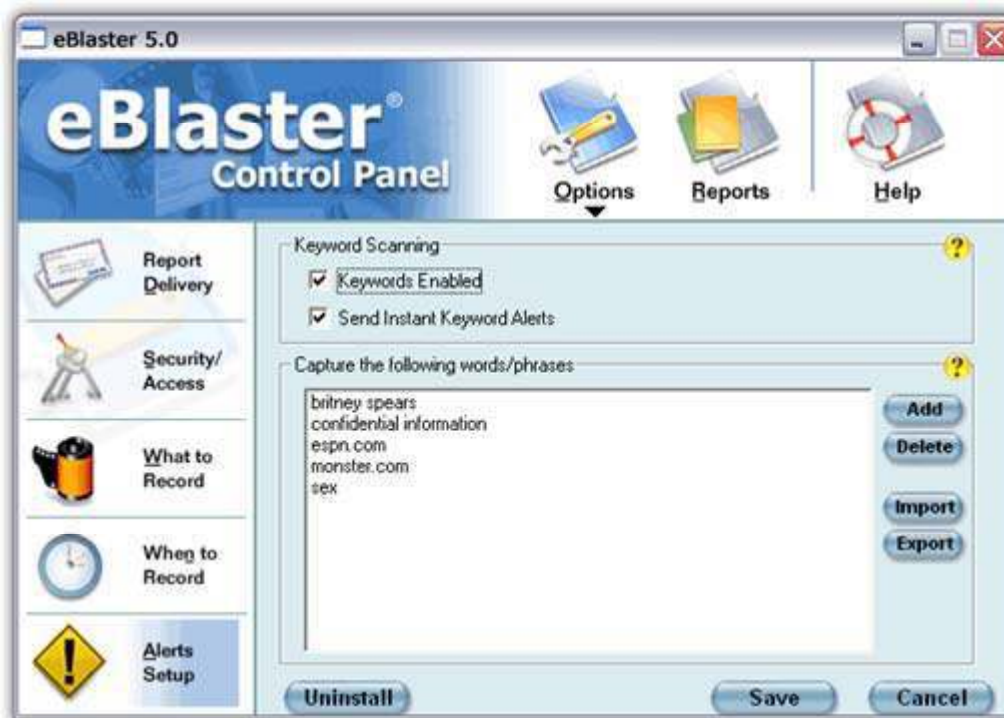 eBlaster 5.0
eBlaster®
Control Panel
Options
Reports
Help
Report
Delivery
Security/
Access
What to
Record
When to
Record
Alerts
Setup
Keyword Scanning
?
Keywords Enabled
Send Instant Keyword Alerts
Capture the following words/phrases
?
britney spears
confidential information
espn.com
monster.com
sex
Add
Delete
Import
Export
Uninstall
Save
Cancel